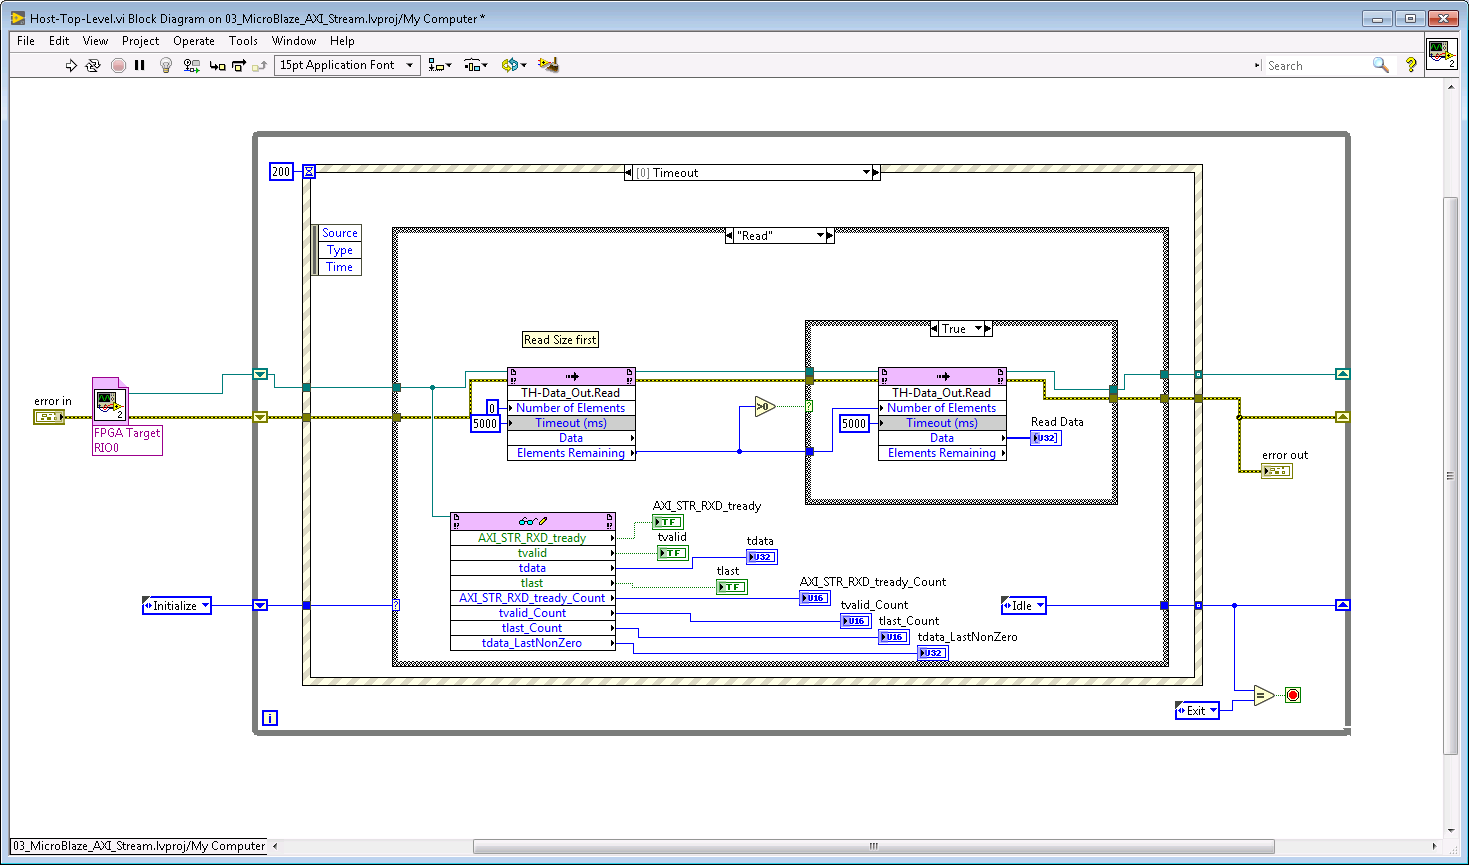 Host-Top-Level.vi Block Diagram on 03_MicroBlaze_AXI_Stream.lvproj/My Computer *
File Edit View Project Operate Tools Window Help
15pt Application Font
Search
?
2
200
[0] Timeout
Source
Type
Time
"Read"
Read Size first
True
error in
2
FPGA Target
RIO0
TH-Data_Out.Read
Number of Elements
Timeout (ms)
Data
Elements Remaining
0
5000
>0
?
TH-Data_Out.Read
Number of Elements
Timeout (ms)
Data
Elements Remaining
5000
Read Data
U32]
error out
AXI_STR_RXD_tready
tvalid
tdata
tlast
AXI_STR_RXD_tready_Count
tvalid_Count
tlast_Count
tdata_LastNonZero
AXI_STR_RXD_tready
TF
tvalid
TF
tdata
U32
tlast
TF
AXI_STR_RXD_tready_Count
U16
tvalid_Count
U16
tlast_Count
U16
tdata_LastNonZero
U32
Initialize
?
Idle
=
Exit
i
03_MicroBlaze_AXI_Stream.lvproj/My Computer